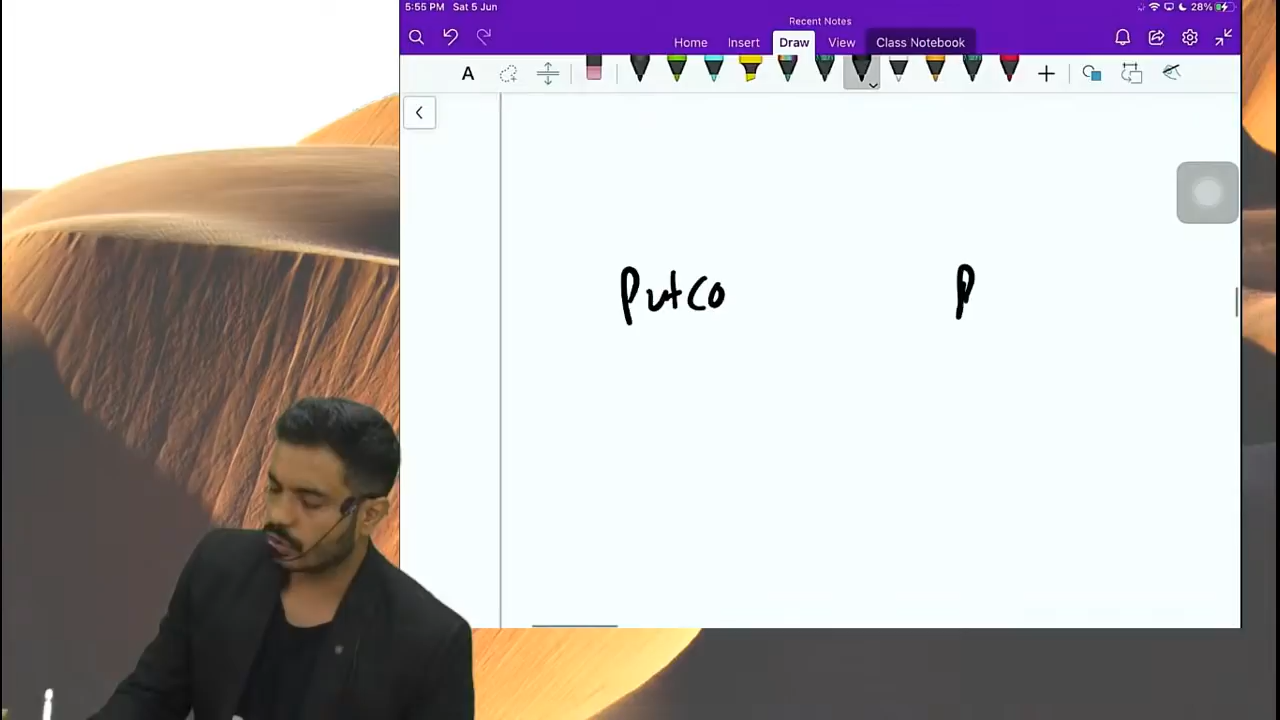 5:55 PM Sat 5 Jun
28%
Recent Notes
Home Insert Draw View Class Notebook
A
PutCo P